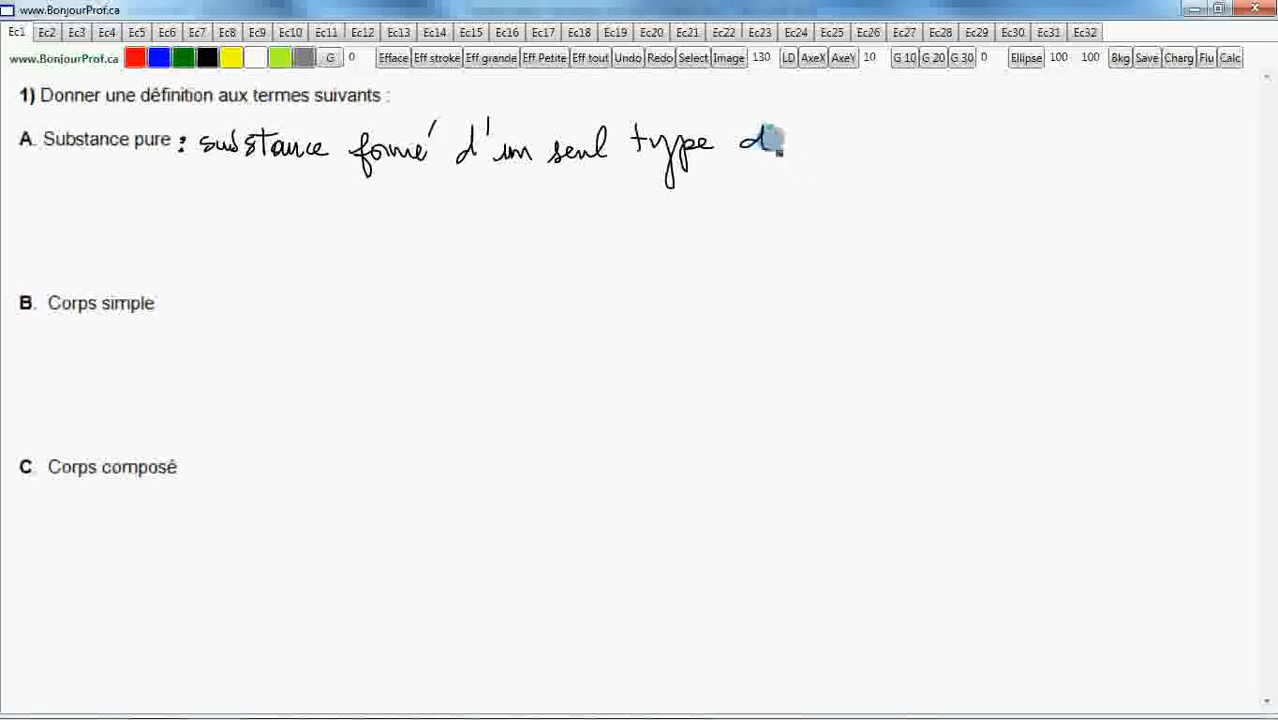 www.BonjourProf.ca
Ec1 Ec2 Ec3 Ec4 Ec5 Ec6 Ec7 Ec8 Ec9 Ec10 Ec11 Ec12 Ec13 Ec14 Ec15 Ec16 Ec17 Ec18 Ec19 Ec20 Ec21 Ec22 Ec23 Ec24 Ec25 Ec26 Ec27 Ec28 Ec29 Ec30 Ec31 Ec32
www.BonjourProf.ca G 0 Efface Eff stroke Eff grande Eff Petite Eff tout Undo Redo Select Image 130 LD AxeX AxeY 10 G 10 G 20 G 30 0 Ellipse 100 100 Bkg Save Charg Flu Calc
1) Donner une définition aux termes suivants :
A. Substance pure : substance formé d'un seul type d
B. Corps simple
C. Corps composé